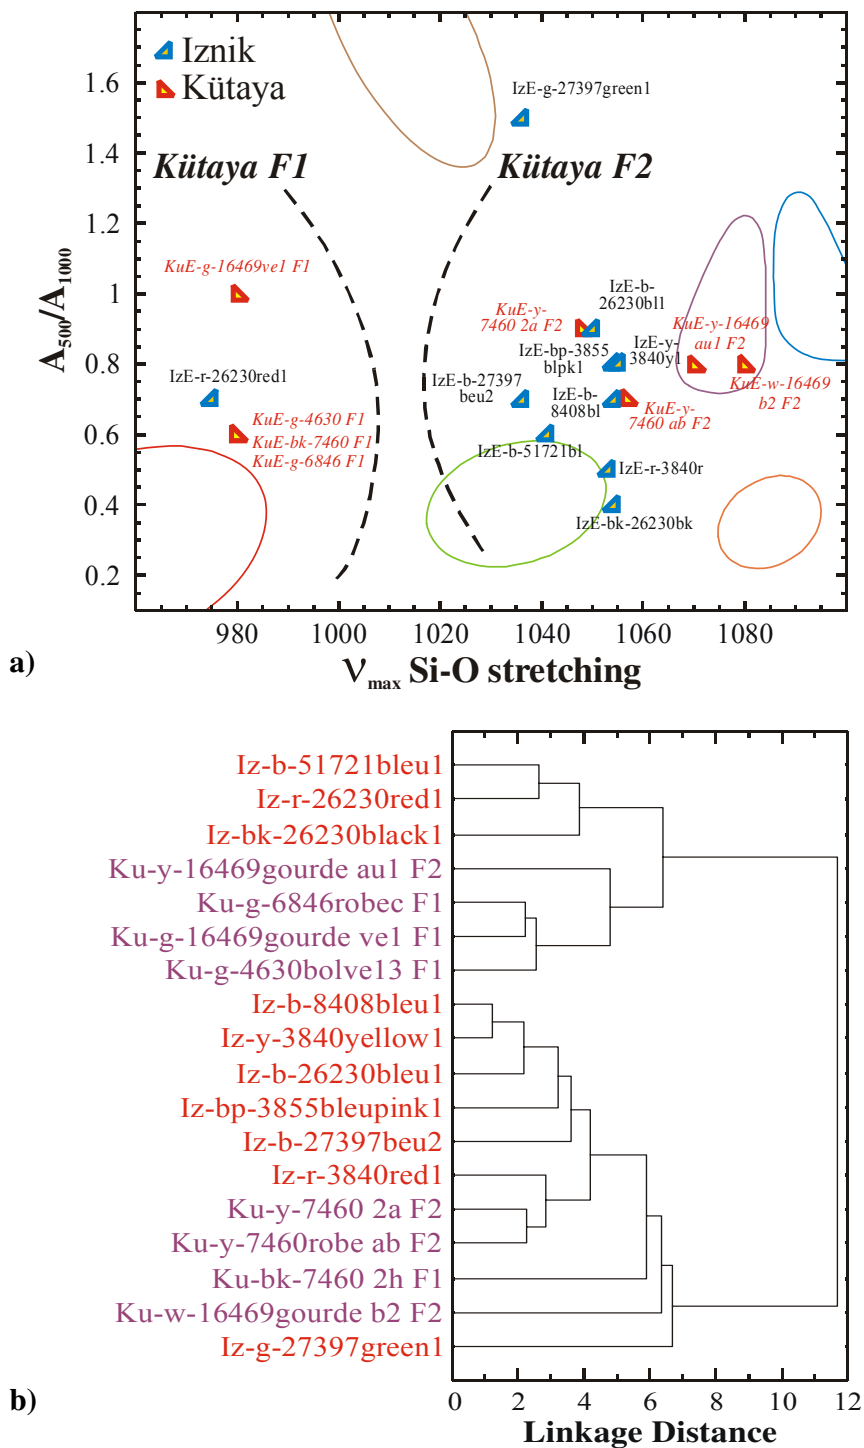 Iznik
Kütaya
IzE-g-27397green1
Kütaya F1
Kütaya F2
KuE-g-16469ve1 F1
IzE-b-
26230bl1
KuE-y-
7460 2a F2
KuE-y-16469
au1 F2
IzE-bp-3855
blpk1
IzE-y-
3840y1
IzE-r-26230red1
IzE-b-27397
beu2
IzE-b-
8408bl
KuE-w-16469
b2 F2
KuE-g-4630 F1
KuE-bk-7460 F1
KuE-g-6846 F1
KuE-y-
7460 ab F2
IzE-b-51721bl
IzE-r-3840r
IzE-bk-26230bk
1.6
1.4
1.2
1
0.8
0.6
0.4
0.2
A500/A1000
980
1000
1020
1040
1060
1080
a)
νmax Si-O stretching
Iz-b-51721bleu1
Iz-r-26230red1
Iz-bk-26230black1
Ku-y-16469gourde au1 F2
Ku-g-6846robec F1
Ku-g-16469gourde ve1 F1
Ku-g-4630bolve13 F1
Iz-b-8408bleu1
Iz-y-3840yellow1
Iz-b-26230bleu1
Iz-bp-3855bleupink1
Iz-b-27397beu2
Iz-r-3840red1
Ku-y-7460 2a F2
Ku-y-7460robe ab F2
Ku-bk-7460 2h F1
Ku-w-16469gourde b2 F2
Iz-g-27397green1
0
2
4
6
8
10
12
b)
Linkage Distance